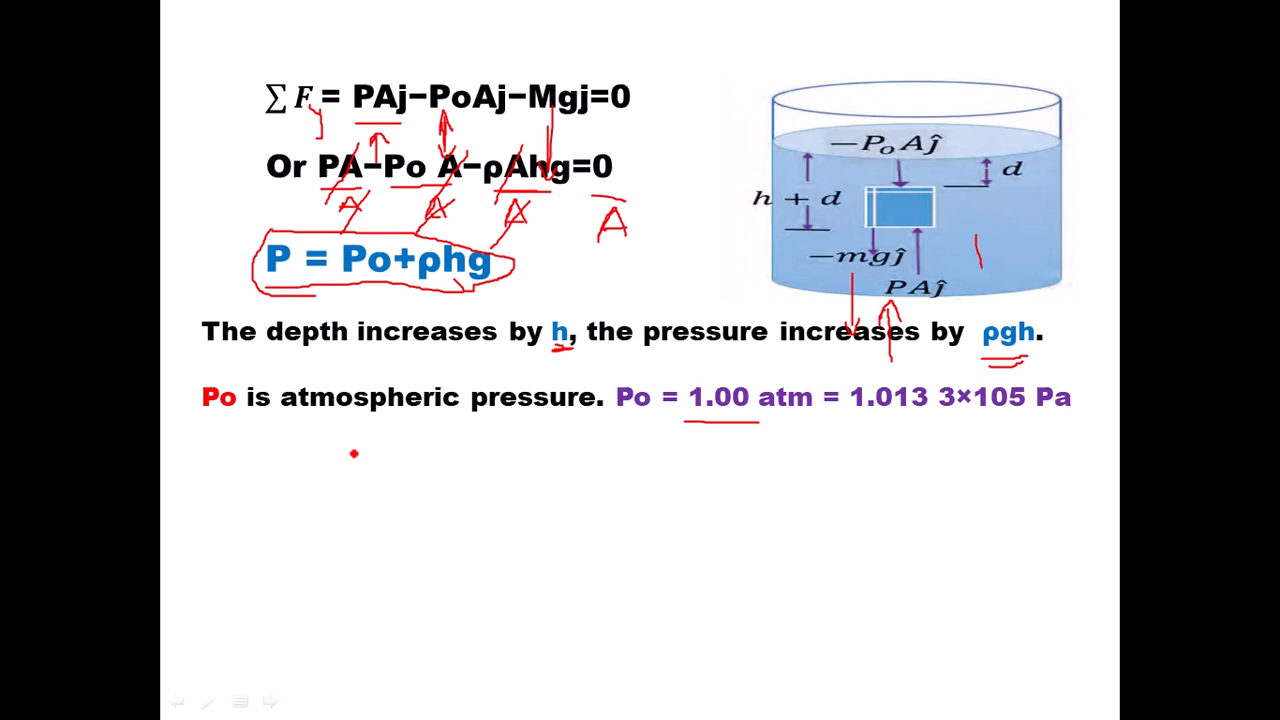 ∑ F = PAj−PoAj−Mgj=0
y
Or PA−Po A−ρAhg=0
A A A A
P = Po+ρhg
−PₒAĵ
d
h + d
−mgĵ
PAĵ
The depth increases by h, the pressure increases by ρgh.
Po is atmospheric pressure. Po = 1.00 atm = 1.013 3×105 Pa